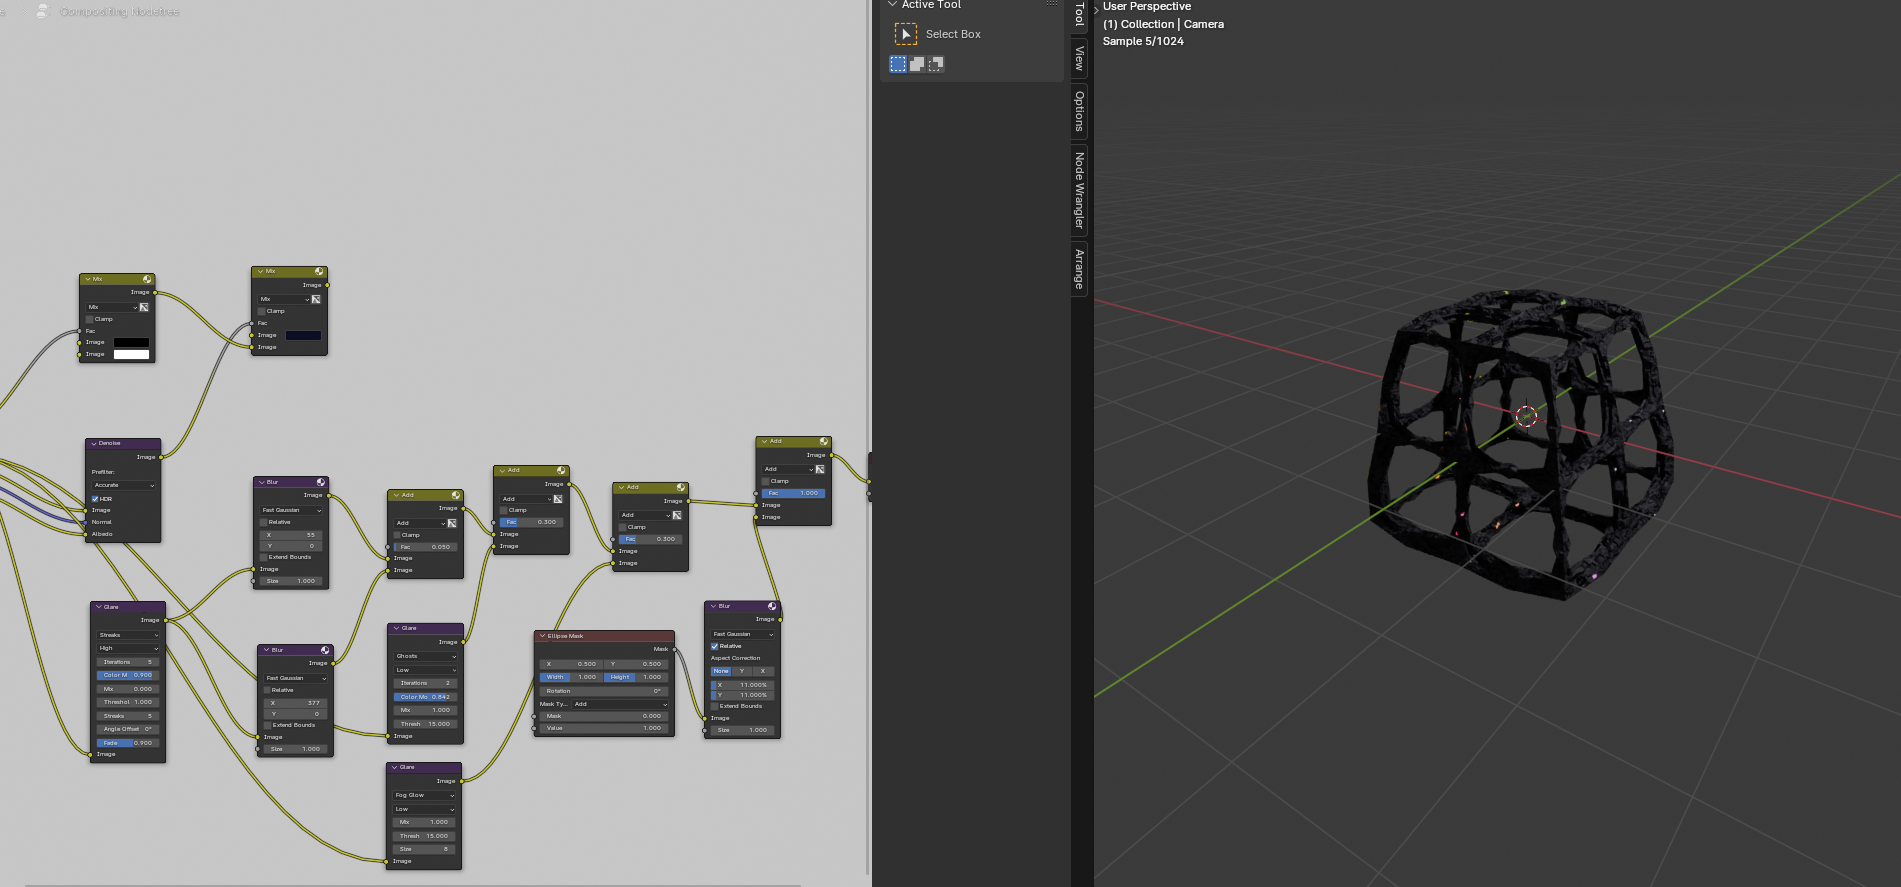 Compositing Nodetree
Mix
Image
Mix
Clamp
Fac
Image
Image
Mix
Image
Mix
Clamp
Fac
Image
Image
Denoise
Image
Prefilter:
Accurate
HDR
Image
Normal
Albedo
Glare
Image
Streaks
High
Iterations 5
Color M 0.900
Mix 0.000
Threshol 1.000
Streaks 5
Angle Offset 0°
Fade 0.900
Image
Blur
Image
Fast Gaussian
Relative
X 55
Y 0
Extend Bounds
Image
Size 1.000
Blur
Image
Fast Gaussian
Relative
X 377
Y 0
Extend Bounds
Image
Size 1.000
Add
Image
Add
Clamp
Fac 0.050
Image
Image
Glare
Image
Ghosts
Low
Iterations 2
Color Mo 0.842
Mix 1.000
Thresh 15.000
Image
Glare
Image
Fog Glow
Low
Mix 1.000
Thresh 15.000
Size 8
Image
Add
Image
Add
Clamp
Fac 0.300
Image
Image
Add
Image
Add
Clamp
Fac 0.300
Image
Image
Ellipse Mask
Mask
X 0.500 Y 0.500
Width 1.000 Height 1.000
Rotation 0°
Mask Ty... Add
Mask 0.000
Value 1.000
Add
Image
Add
Clamp
Fac 1.000
Image
Image
Blur
Image
Fast Gaussian
Relative
Aspect Correction
None Y X
X 11.000%
Y 11.000%
Extend Bounds
Image
Size 1.000
Active Tool
Select Box
Tool
View
Options
Node Wrangler
Arrange
User Perspective
(1) Collection | Camera
Sample 5/1024